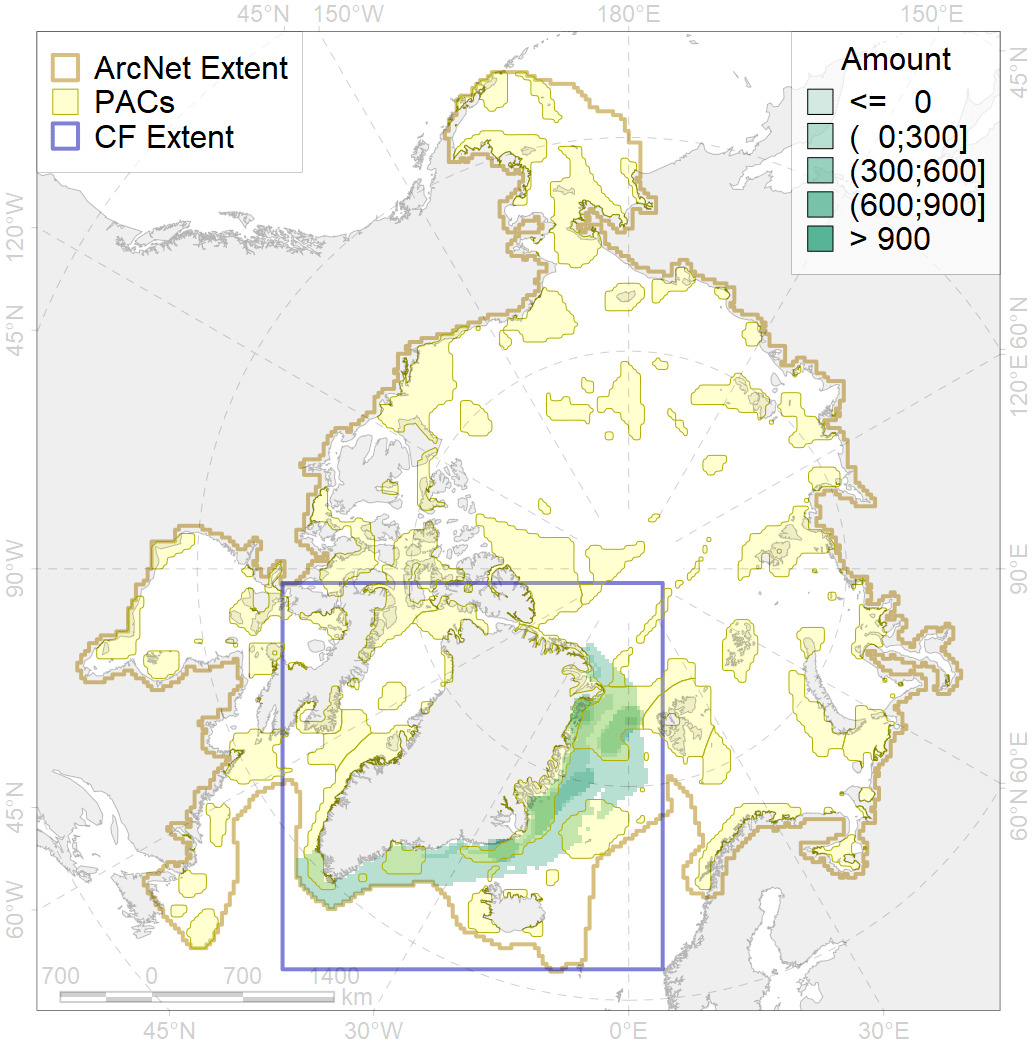 45°N 150°W 180°E 150°E
ArcNet Extent
PACs
CF Extent
Amount
<= 0
( 0;300]
(300;600]
(600;900]
> 900
45°N
60°N
120°E
90°E
60°E
60°N
120°W
45°N
90°W
45°N
60°W
700 0 700 1400
km
45°N 30°W 0°E 30°E